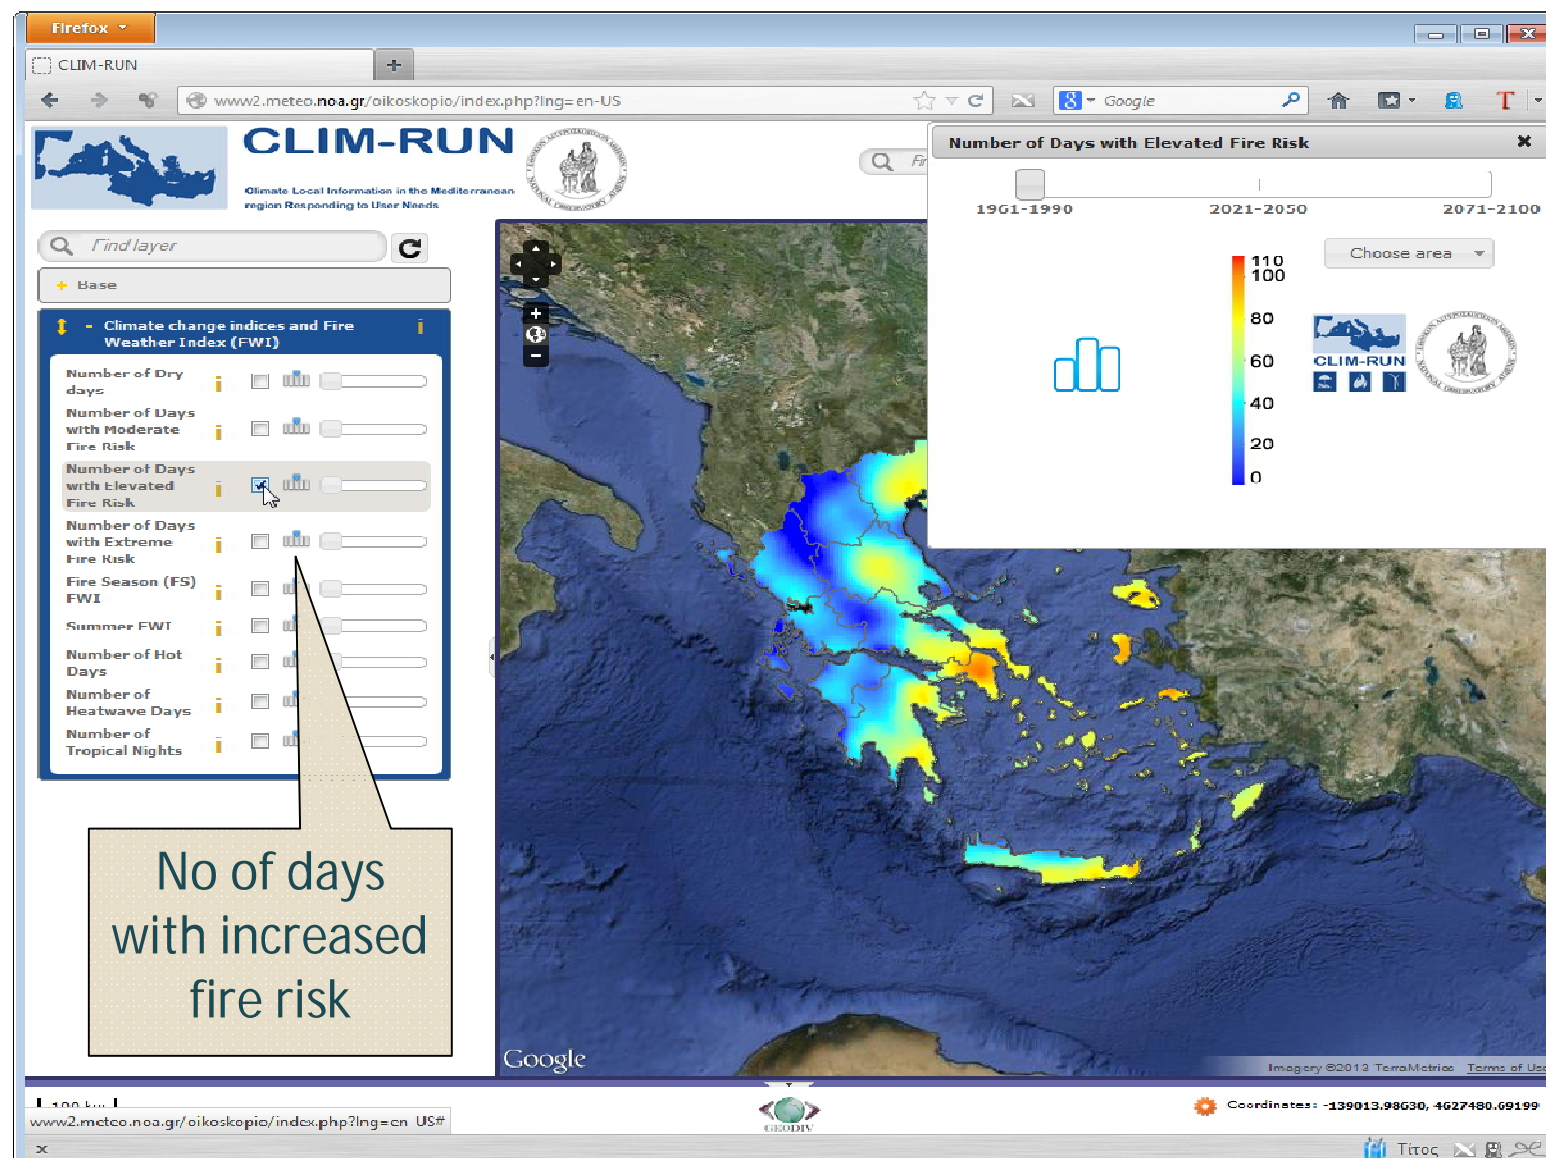 Firefox
CLIM-RUN
www2.meteo.noa.gr/oikoskopio/index.php?lng=en-US
Google
CLIM-RUN
Climate Local Information in the Mediterranean
region Responding to User Needs
Number of Days with Elevated Fire Risk
1961-1990
2021-2050
2071-2100
Choose area
110
100
80
60
40
20
0
CLIM-RUN
Find layer
Base
Climate change indices and Fire
Weather Index (FWI)
Number of Dry
days
Number of Days
with Moderate
Fire Risk
Number of Days
with Elevated
Fire Risk
Number of Days
with Extreme
Fire Risk
Fire Season (FS)
FWI
Summer FWI
Number of Hot
Days
Number of
Heatwave Days
Number of
Tropical Nights
No of days
with increased
fire risk
Google
Imagery ©2013 TerraMetrics
Terms of Use
100 km
www2.meteo.noa.gr/oikoskopio/index.php?lng=en-US#
GEODIV
Coordinates: -139013.98630, 4627480.69199
Τίτος